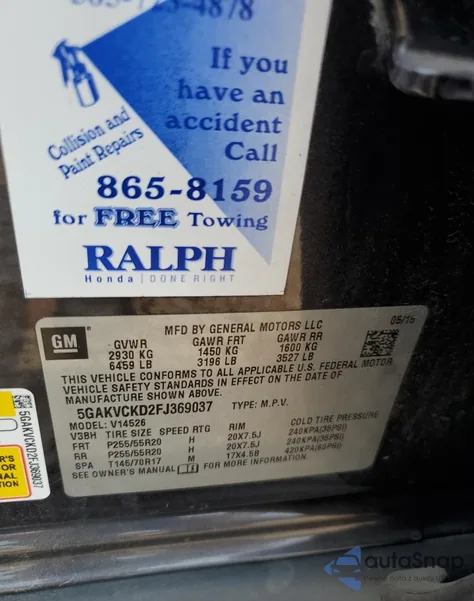 If you
have an
accident
Call
Collision and
Paint Repairs
865-8159
for FREE Towing
RALPH
Honda | DONE RIGHT
GM
MFD BY GENERAL MOTORS LLC
05/15
GVWR GAWR FRT GAWR RR
2930 KG 1450 KG 1600 KG
6459 LB 3196 LB 3527 LB
THIS VEHICLE CONFORMS TO ALL APPLICABLE U.S. FEDERAL MOTOR
VEHICLE SAFETY STANDARDS IN EFFECT ON THE DATE OF
MANUFACTURE SHOWN ABOVE.
5GAKVCKD2FJ369037 TYPE: M.P.V.
MODEL: V14526
V3BH TIRE SIZE SPEED RTG RIM COLD TIRE PRESSURE
FRT P255/55R20 H 20X7.5J 240KPA(35PSI)
RR P255/55R20 H 20X7.5J 240KPA(35PSI)
SPA T145/70R17 M 17X4.5B 420KPA(60PSI)
SEE OWNER'S MANUAL FOR MORE INFORMATION
5GAKVCKD2FJ369037
autoSnap